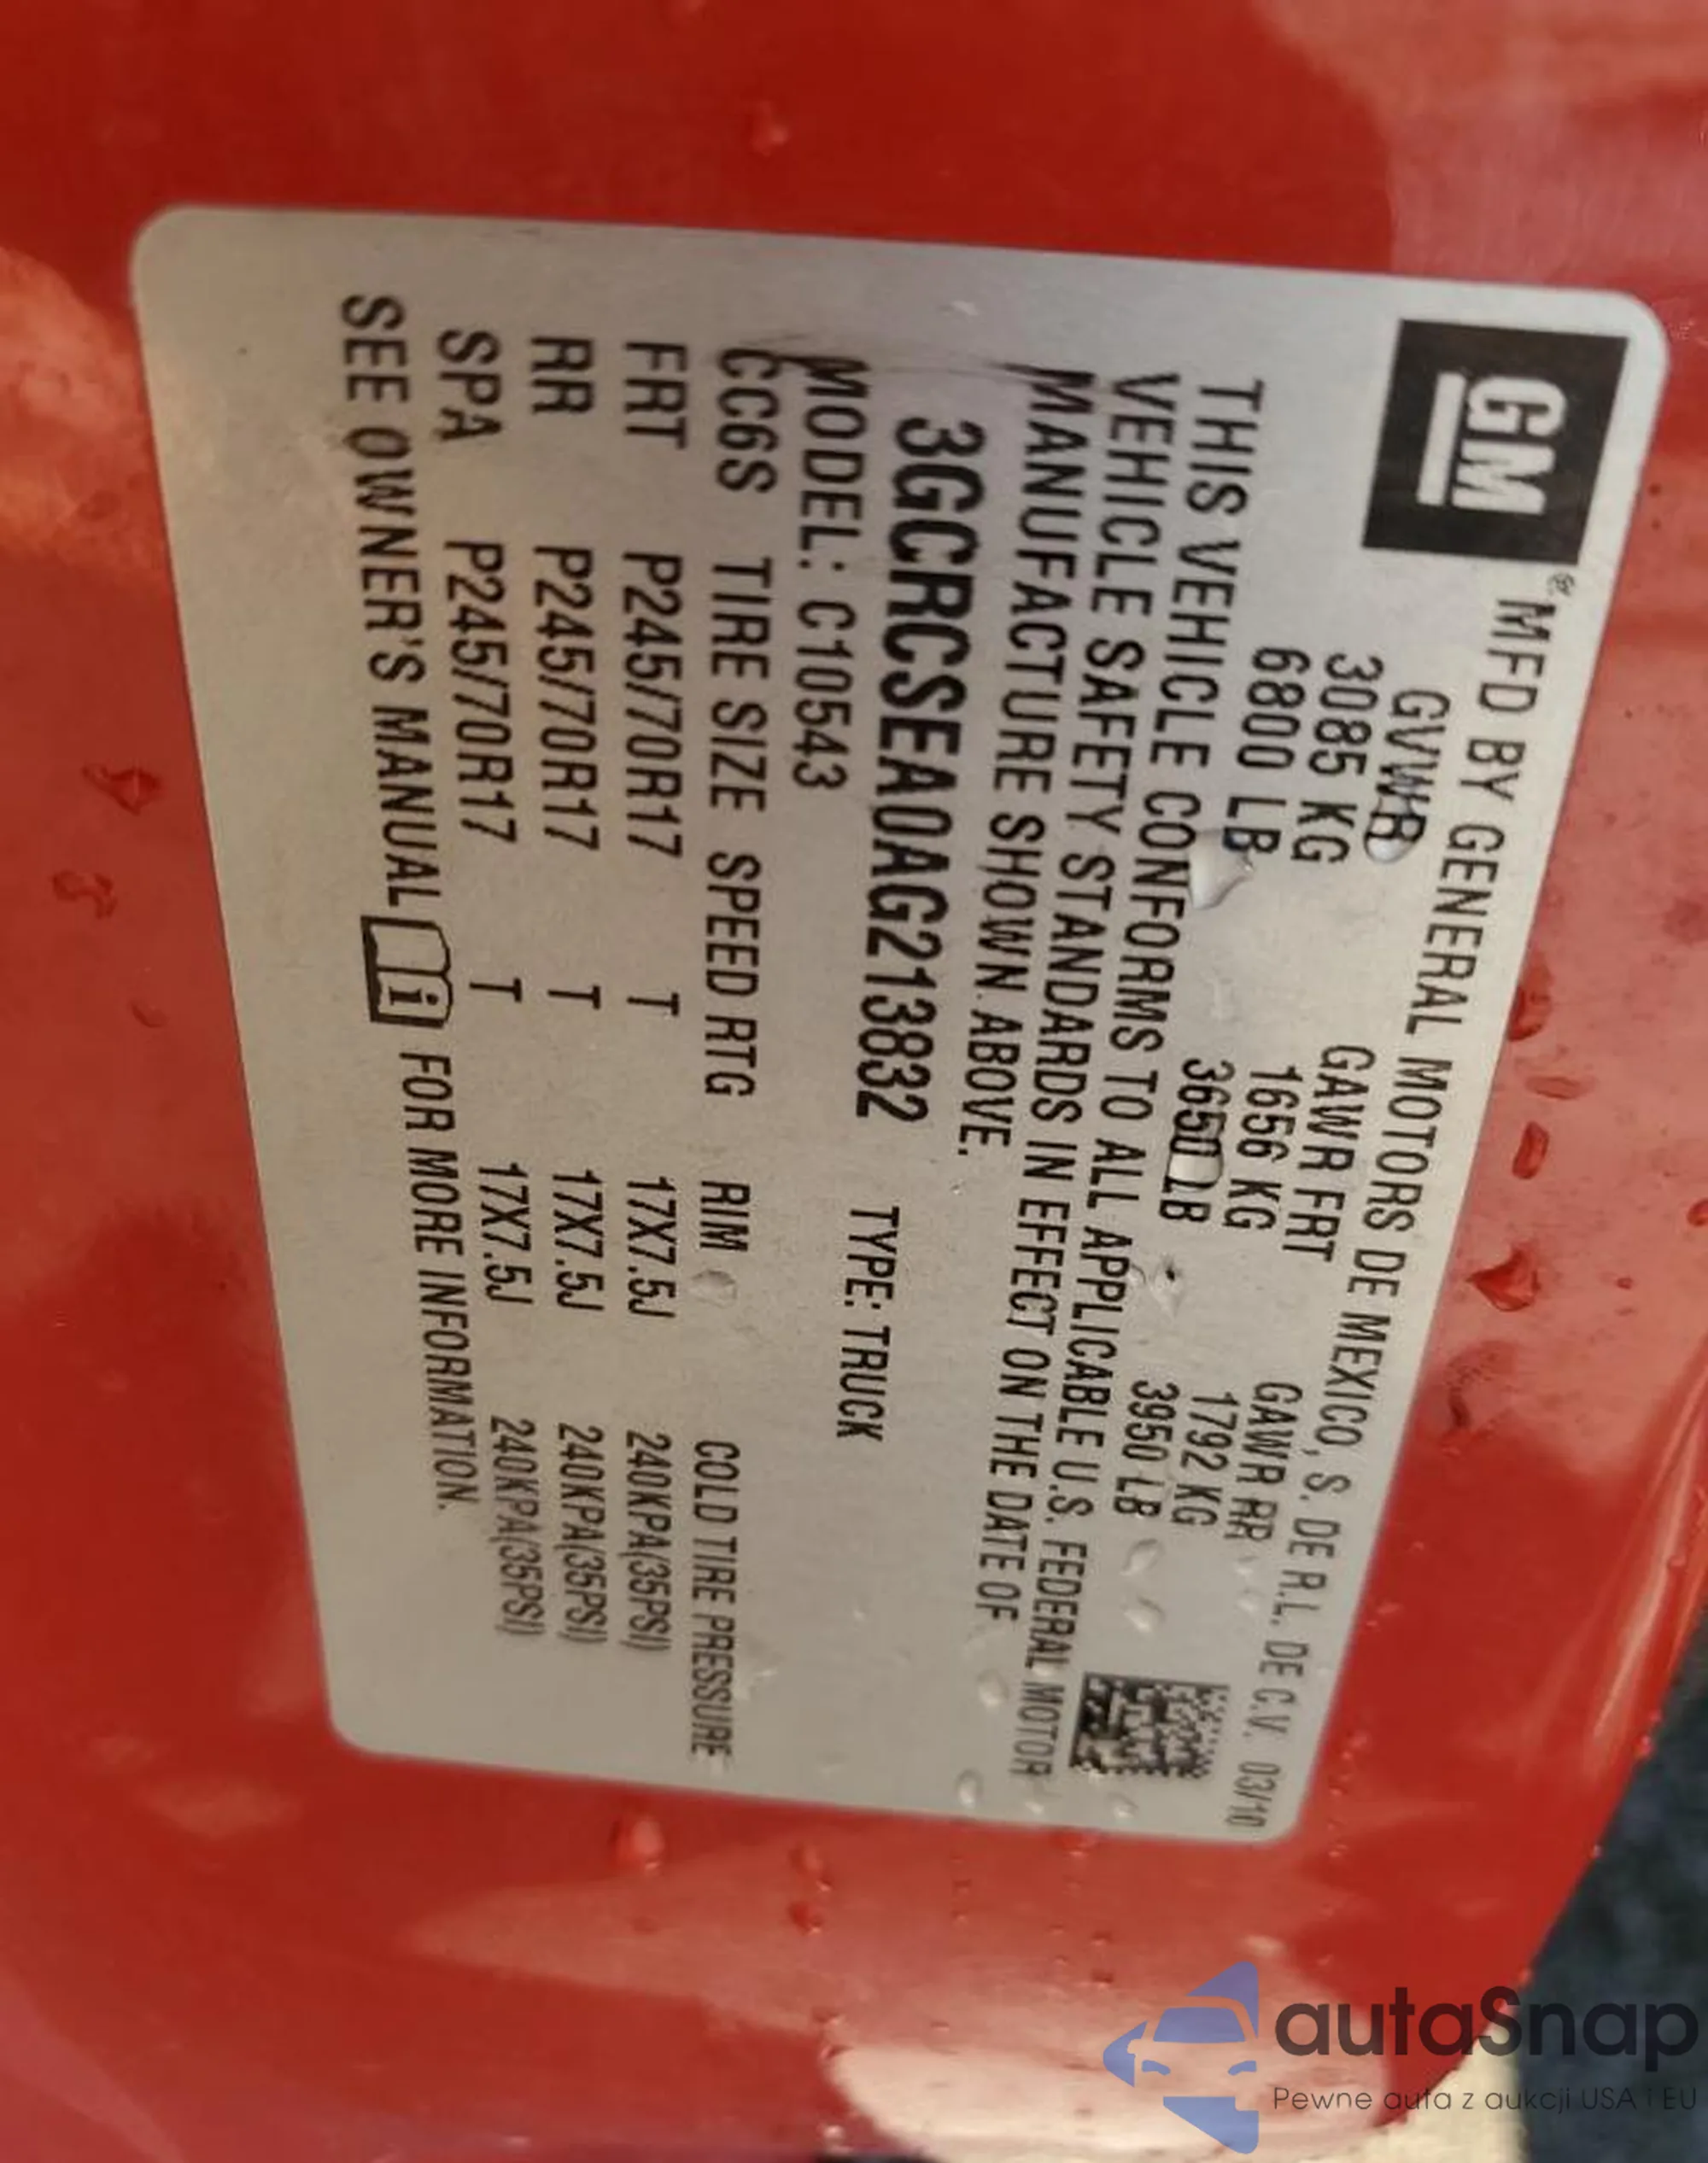 GM® MFD BY GENERAL MOTORS DE MEXICO, S. DE R.L. DE C.V. 03/10
GVWR GAWR FRT GAWR RR
3085 KG 1656 KG 1792 KG
6800 LB 3650 LB 3950 LB
THIS VEHICLE CONFORMS TO ALL APPLICABLE U.S. FEDERAL MOTOR
VEHICLE SAFETY STANDARDS IN EFFECT ON THE DATE OF
MANUFACTURE SHOWN ABOVE.
3GCRCSEA0AG213832 TYPE: TRUCK
MODEL: C10543
CC6S TIRE SIZE SPEED RTG RIM COLD TIRE PRESSURE
FRT P245/70R17 T 17X7.5J 240KPA(35PSI)
RR P245/70R17 T 17X7.5J 240KPA(35PSI)
SPA P245/70R17 T 17X7.5J 240KPA(35PSI)
SEE OWNER'S MANUAL i FOR MORE INFORMATION.
autaSnap
Pewne auta z aukcji USA i EU